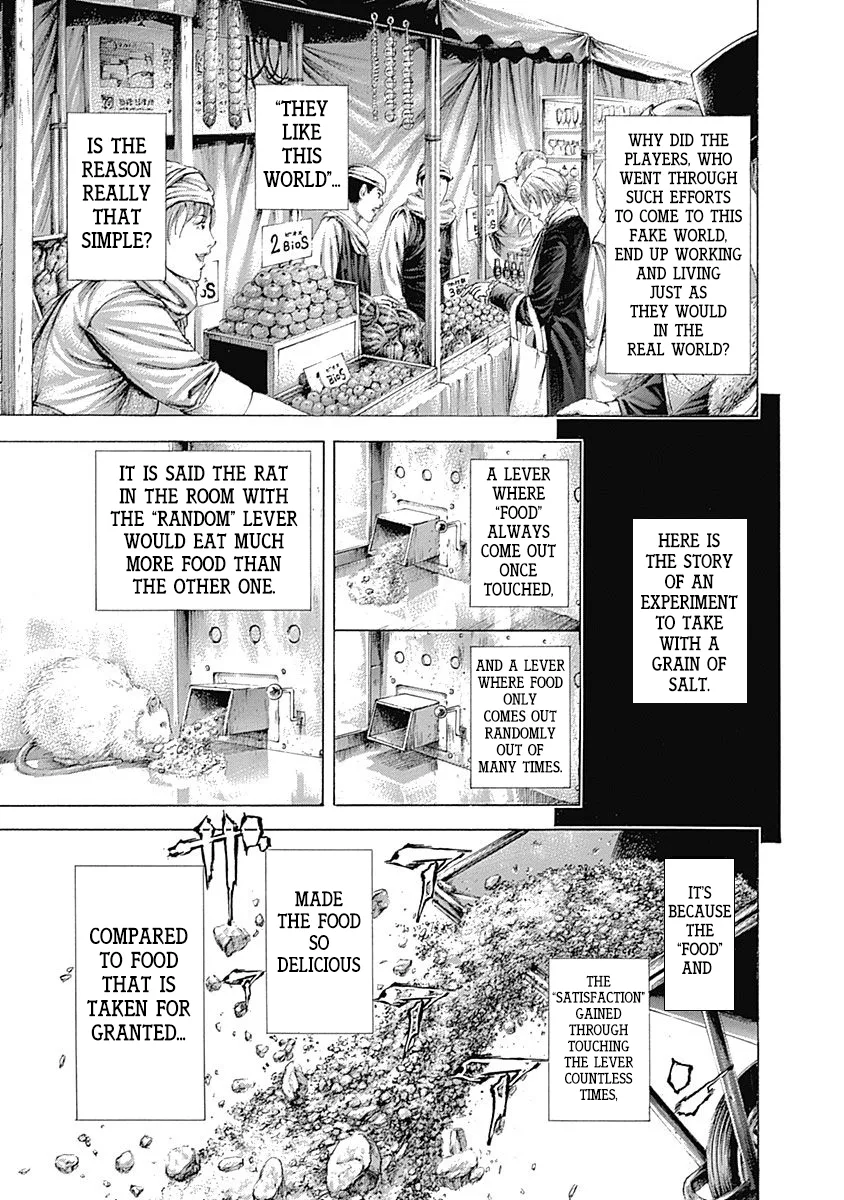 WHY DID THE
PLAYERS, WHO
WENT THROUGH
SUCH EFFORTS
TO COME TO THIS
FAKE WORLD,
END UP WORKING
AND LIVING
JUST AS
THEY WOULD
IN THE
REAL WORLD?
"THEY
LIKE
THIS
WORLD"...
IS THE
REASON
REALLY
THAT
SIMPLE?
2 BioS
3 BioS
1 BioS
HERE IS
THE STORY
OF AN
EXPERIMENT
TO TAKE
WITH A
GRAIN OF
SALT.
A LEVER
WHERE
"FOOD"
ALWAYS
COME OUT
ONCE
TOUCHED,
AND A LEVER
WHERE FOOD
ONLY
COMES OUT
RANDOMLY
OUT OF
MANY TIMES.
IT IS SAID THE RAT
IN THE ROOM WITH
THE "RANDOM" LEVER
WOULD EAT MUCH
MORE FOOD THAN
THE OTHER ONE.
IT'S
BECAUSE
THE
"FOOD"
AND
THE
"SATISFACTION"
GAINED
THROUGH
TOUCHING
THE LEVER
COUNTLESS
TIMES,
MADE
THE FOOD
SO
DELICIOUS
COMPARED
TO FOOD
THAT IS
TAKEN FOR
GRANTED...